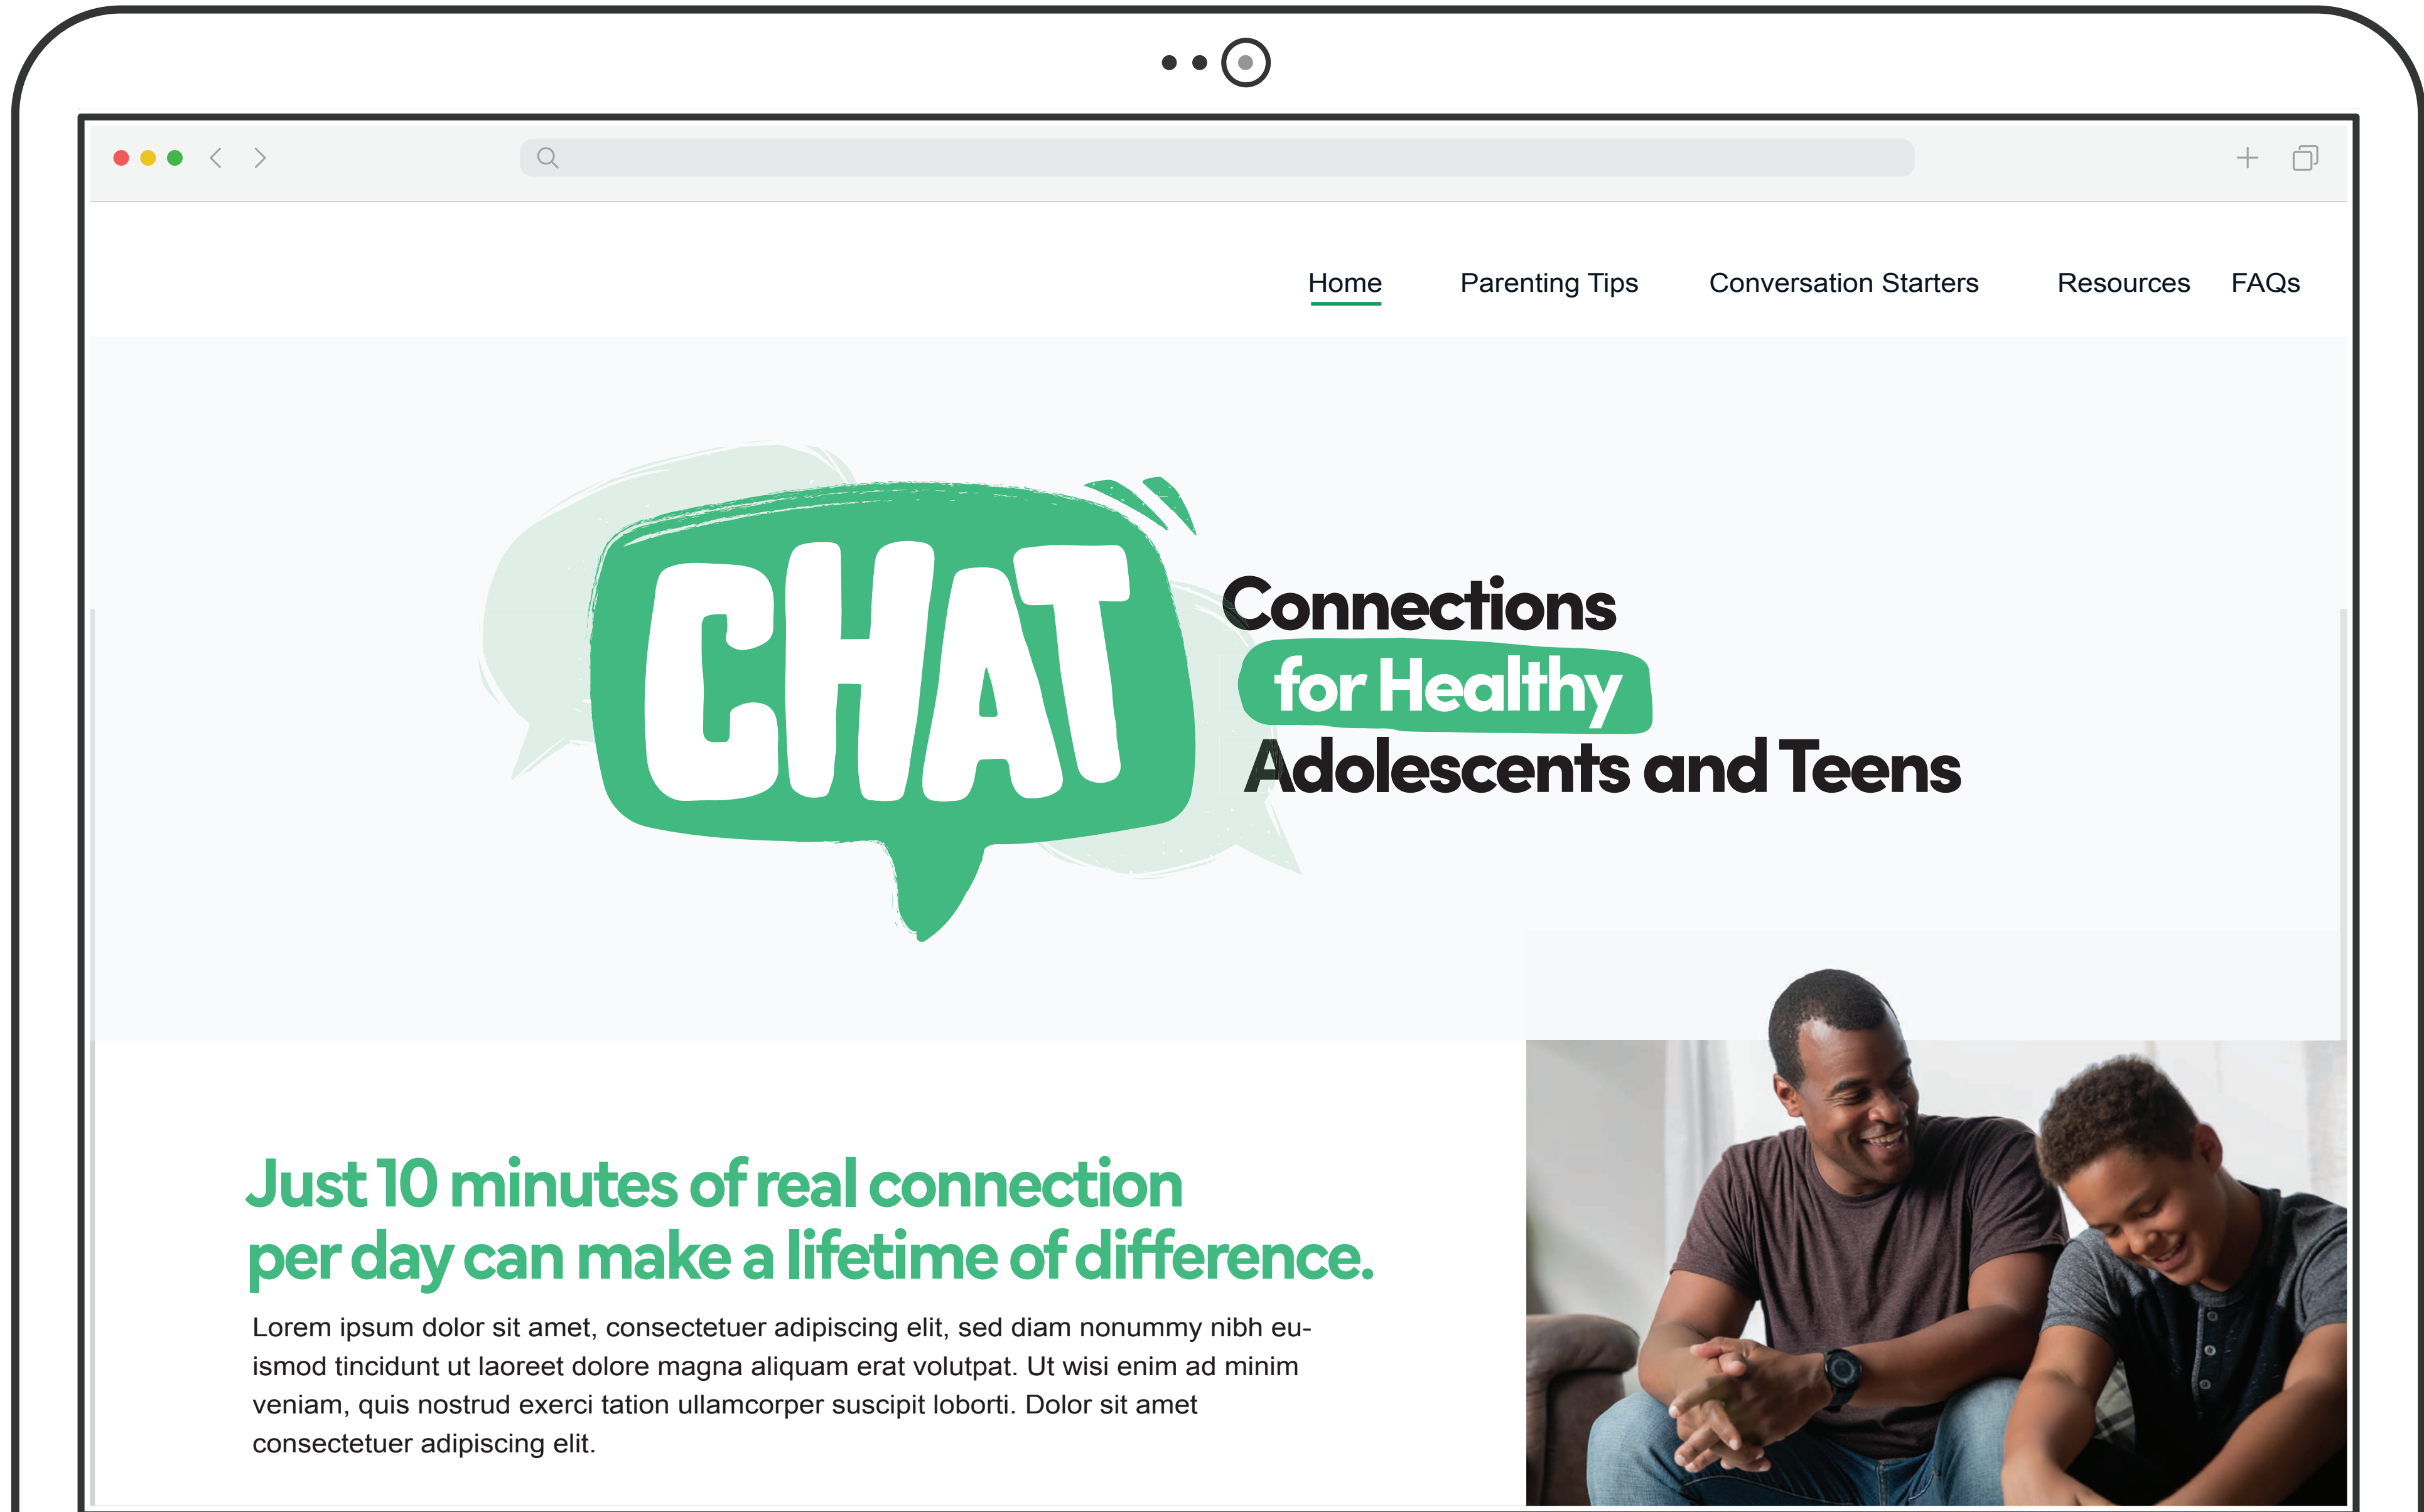 Home Parenting Tips Conversation Starters Resources FAQs
CHAT
Connections
for Healthy
Adolescents and Teens
Just 10 minutes of real connection
per day can make a lifetime of difference.
Lorem ipsum dolor sit amet, consectetuer adipiscing elit, sed diam nonummy nibh eu-
ismod tincidunt ut laoreet dolore magna aliquam erat volutpat. Ut wisi enim ad minim
veniam, quis nostrud exerci tation ullamcorper suscipit loborti. Dolor sit amet
consectetuer adipiscing elit.